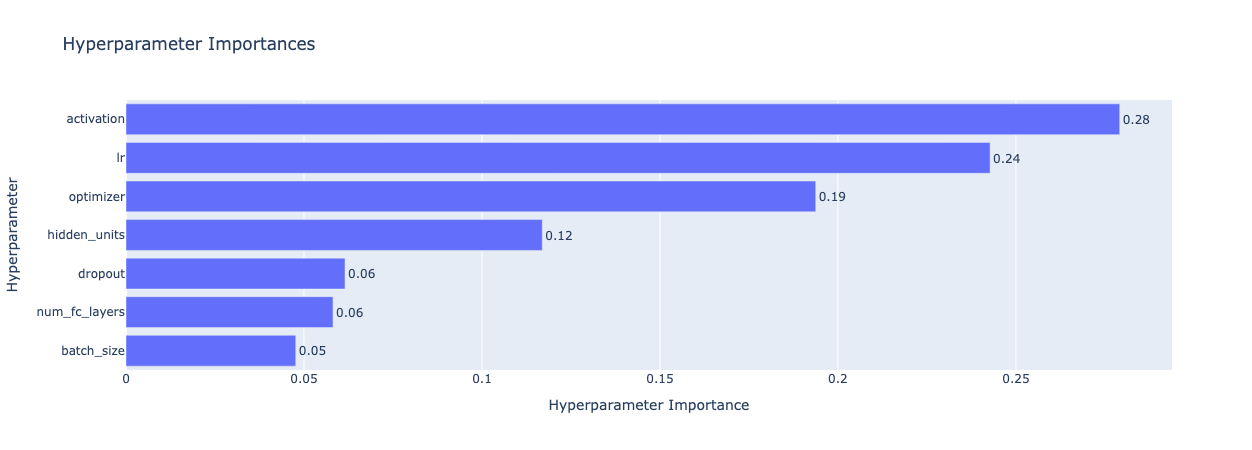 Hyperparameter Importances
Hyperparameter
activation
0.28
lr
0.24
optimizer
0.19
hidden_units
0.12
dropout
0.06
num_fc_layers
0.06
batch_size
0.05
0
0.05
0.1
0.15
0.2
0.25
Hyperparameter Importance